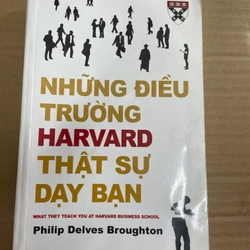 NHỮNG ĐIỀU
TRƯỜNG
HARVARD
THẬT SỰ
DẠY BẠN
WHAT THEY TEACH YOU AT HARVARD BUSINESS SCHOOL
Philip Delves Broughton